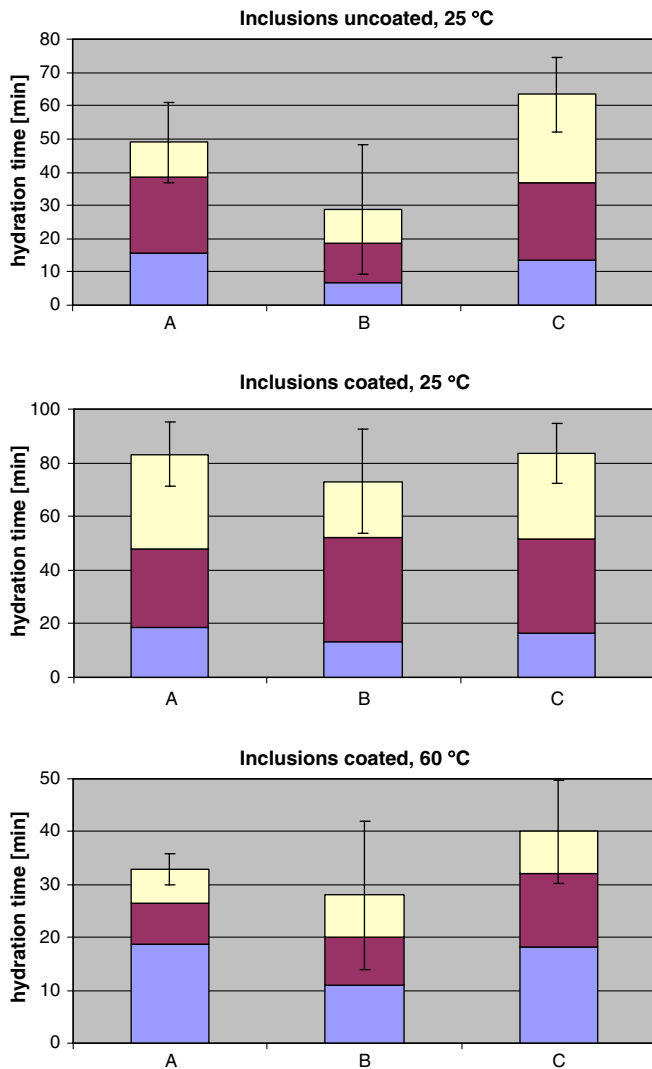 Inclusions uncoated, 25 °C
hydration time [min]
80
70
60
50
40
30
20
10
0
A B C
Inclusions coated, 25 °C
hydration time [min]
100
80
60
40
20
0
A B C
Inclusions coated, 60 °C
hydration time [min]
50
40
30
20
10
0
A B C